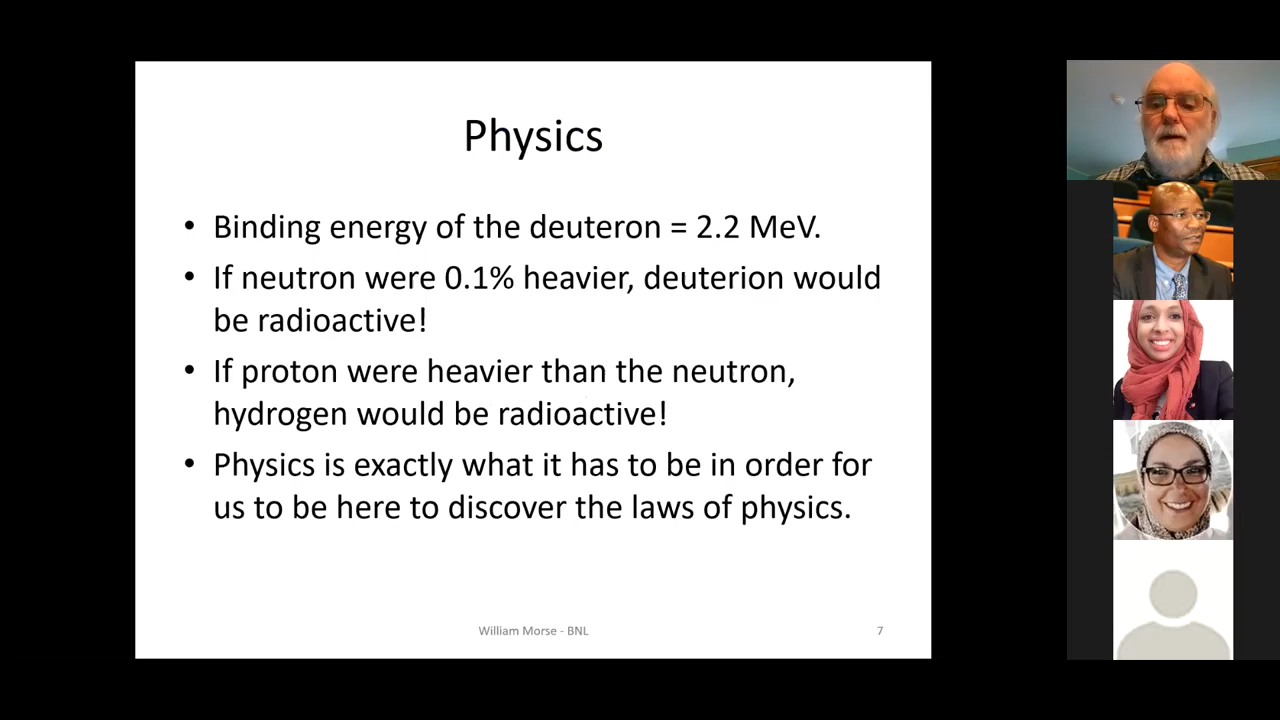 Physics
• Binding energy of the deuteron = 2.2 MeV.
• If neutron were 0.1% heavier, deuterion would
be radioactive!
• If proton were heavier than the neutron,
hydrogen would be radioactive!
• Physics is exactly what it has to be in order for
us to be here to discover the laws of physics.
William Morse - BNL
7